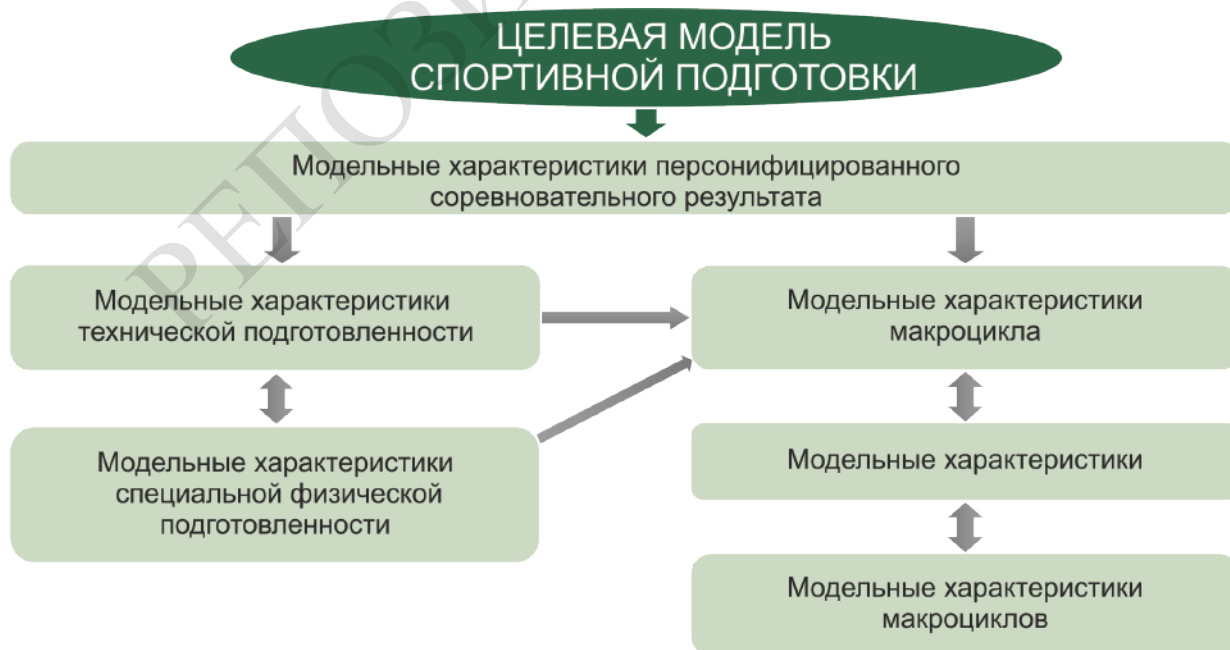 ЦЕЛЕВАЯ МОДЕЛЬ
СПОРТИВНОЙ ПОДГОТОВКИ
Модельные характеристики персонифицированного
соревновательного результата
Модельные характеристики
технической подготовленности
Модельные характеристики
макроцикла
Модельные характеристики
специальной физической
подготовленности
Модельные характеристики
Модельные характеристики
макроциклов
РЕПОЗИ